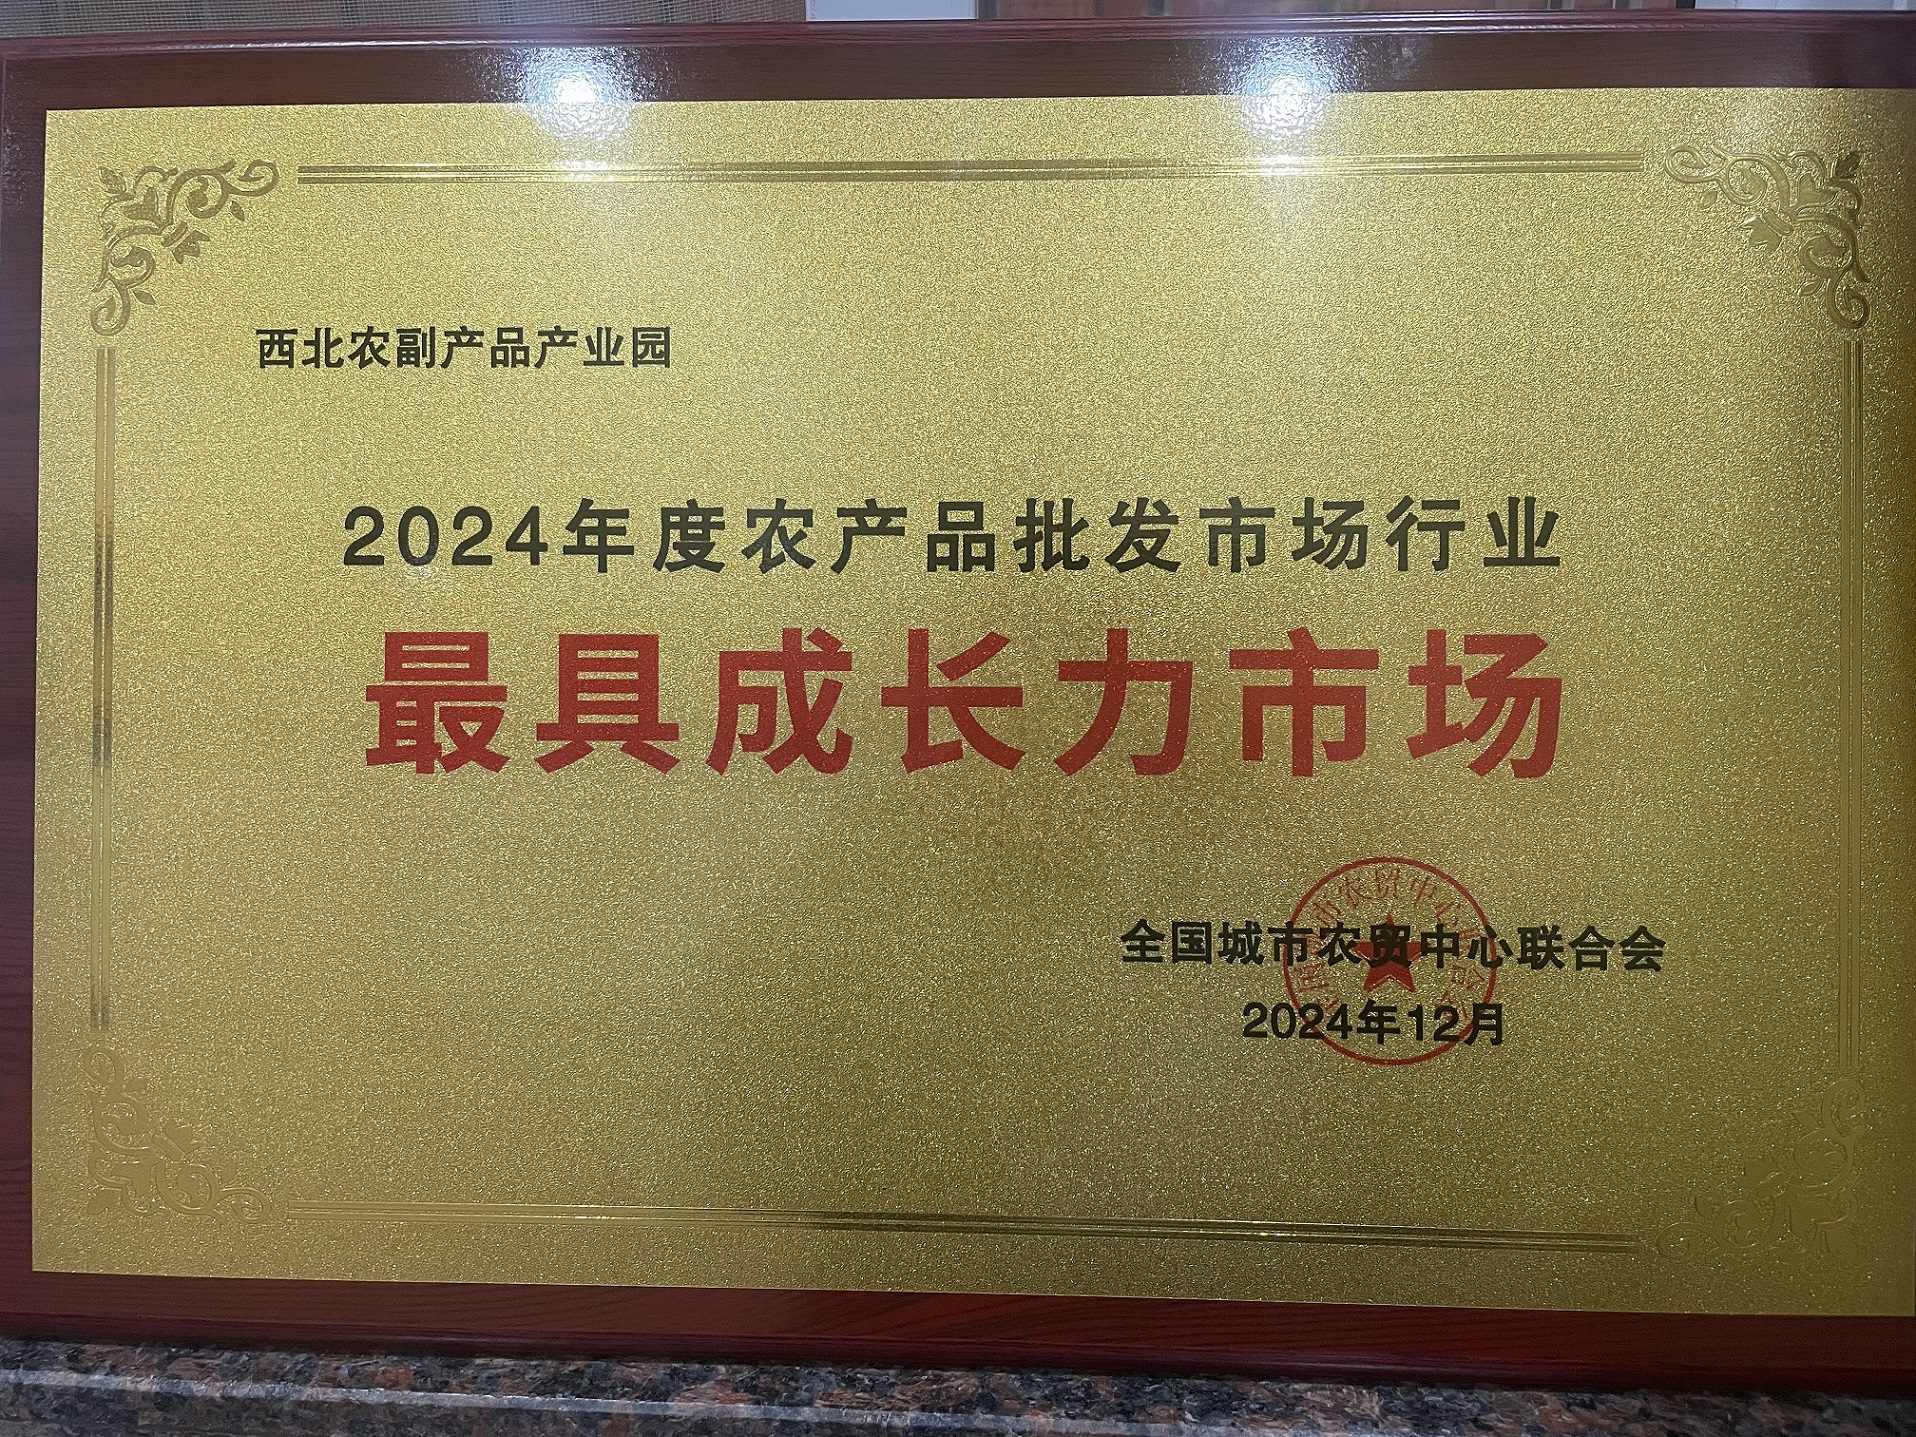 西北农副产品产业园
2024年度农产品批发市场行业
最具成长力市场
全国城市农贸中心联合会
2024年12月